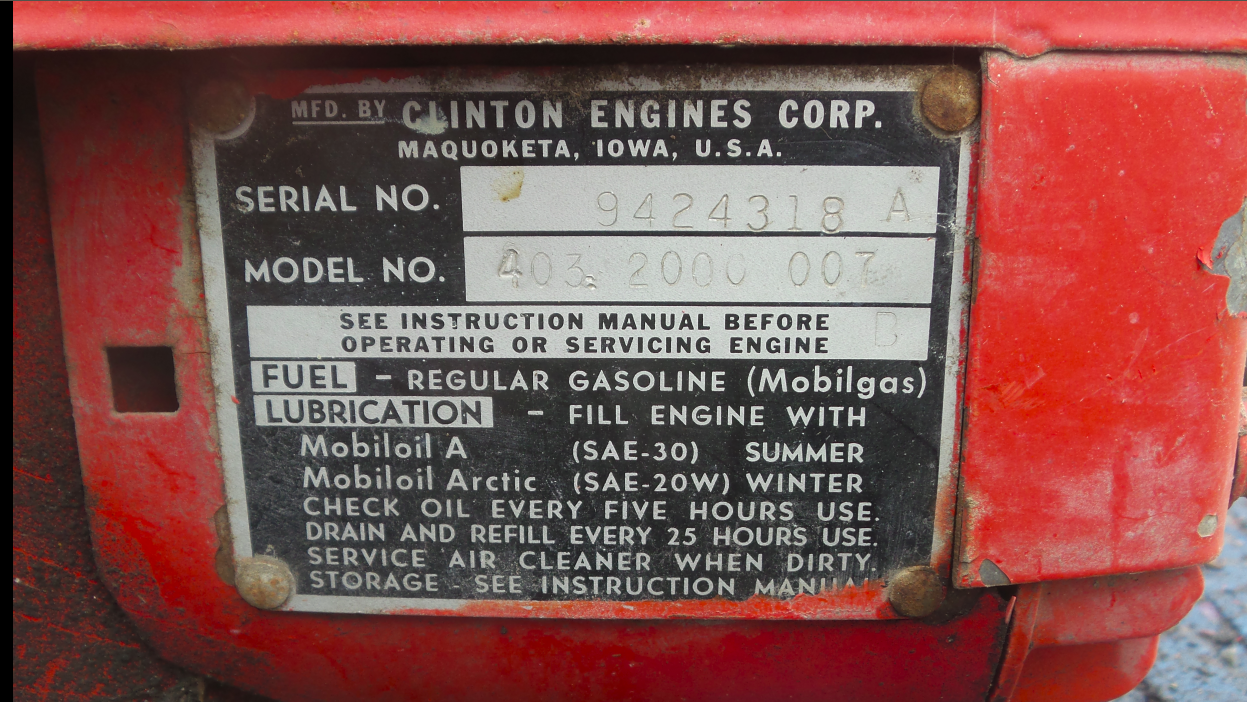 MFD. BY CLINTON ENGINES CORP.
MAQUOKETA, IOWA, U.S.A.
SERIAL NO. 9424318 A
MODEL NO. 403 2000 007
B
SEE INSTRUCTION MANUAL BEFORE
OPERATING OR SERVICING ENGINE
FUEL - REGULAR GASOLINE (Mobilgas)
LUBRICATION - FILL ENGINE WITH
Mobiloil A (SAE-30) SUMMER
Mobiloil Arctic (SAE-20W) WINTER
CHECK OIL EVERY FIVE HOURS USE.
DRAIN AND REFILL EVERY 25 HOURS USE.
SERVICE AIR CLEANER WHEN DIRTY.
STORAGE SEE INSTRUCTION MANUAL